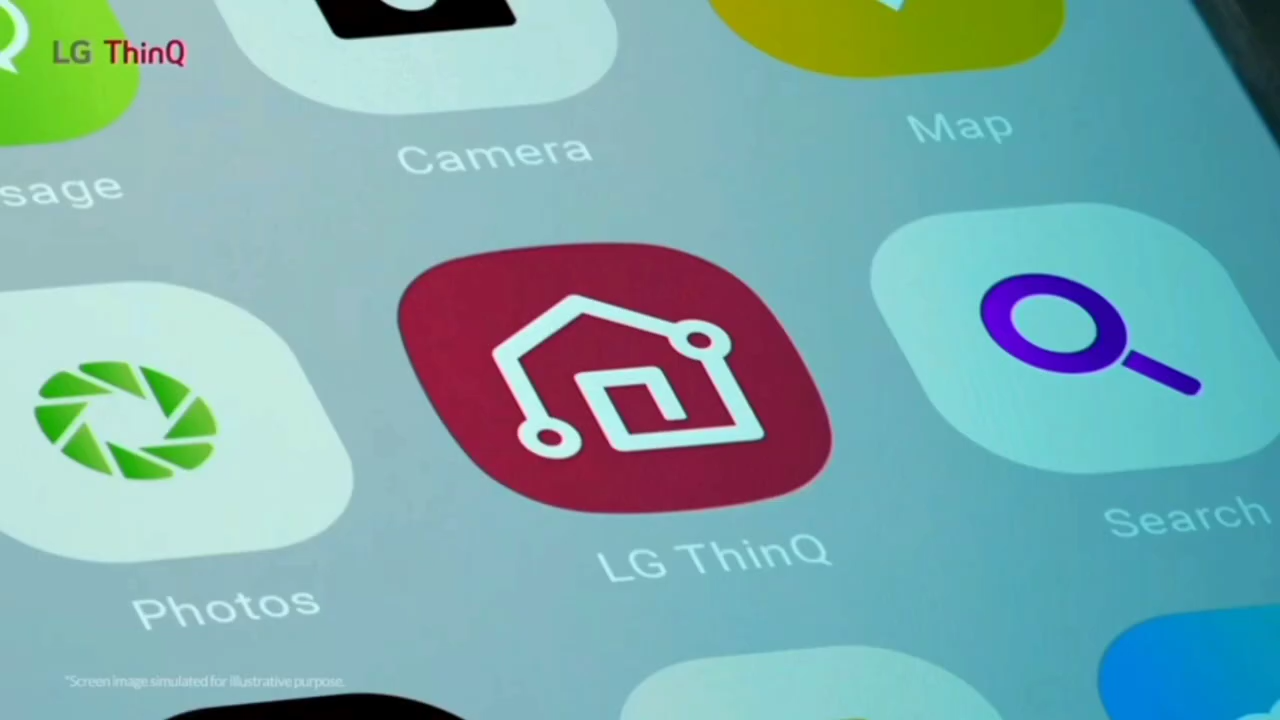 LG ThinQ
sage
Camera
Map
Photos
LG ThinQ
Search
*Screen image simulated for illustrative purpose.